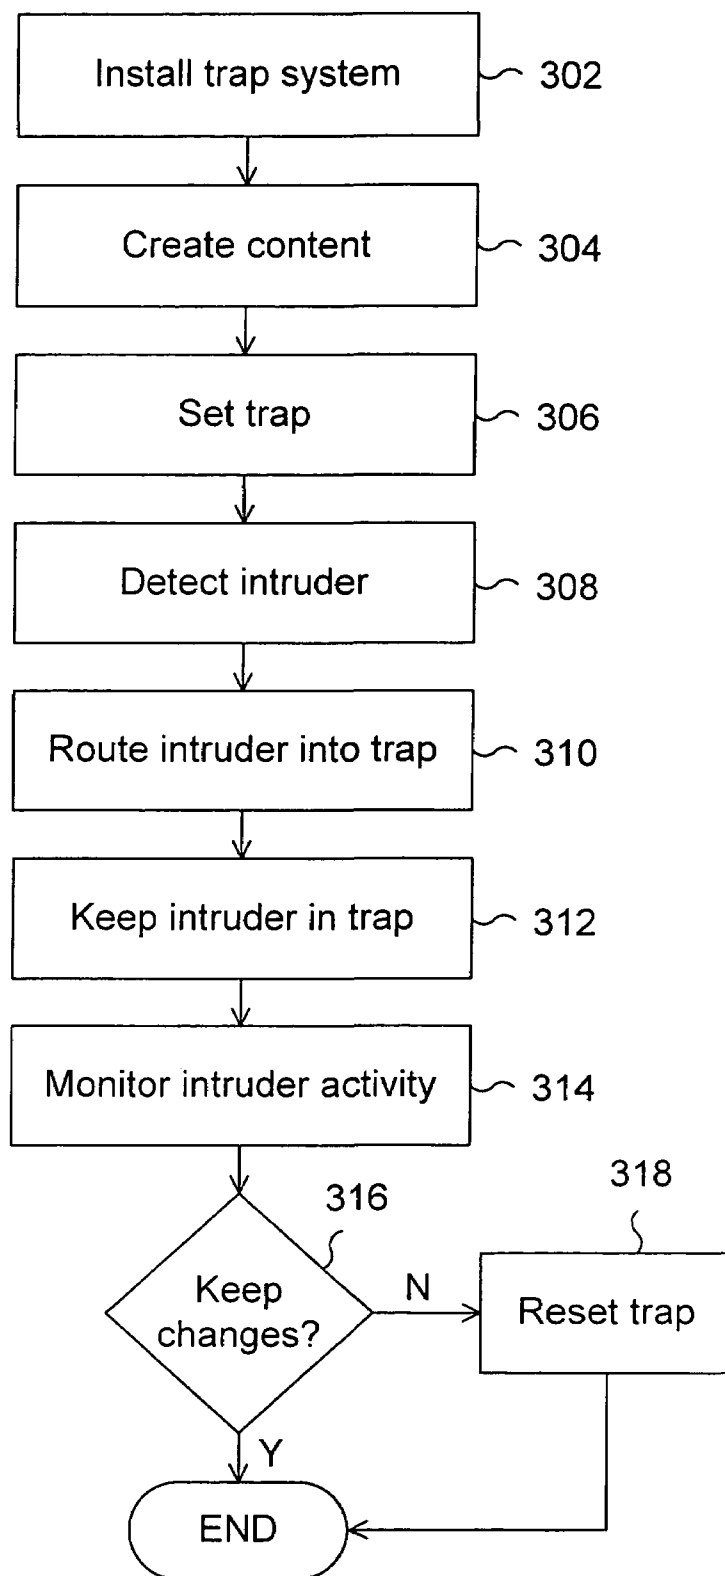 Install trap system
302
Create content
304
Set trap
306
Detect intruder
308
Route intruder into trap
310
Keep intruder in trap
312
Monitor intruder activity
314
316
Keep
changes?
N
318
Reset trap
Y
END